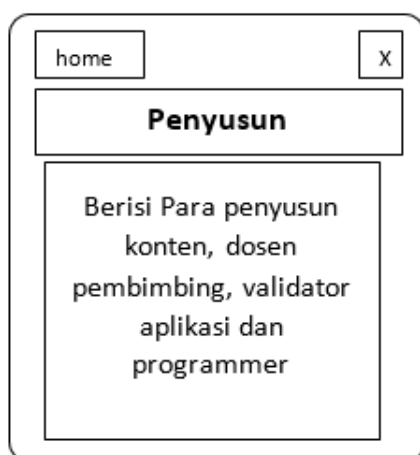 home
X
Penyusun
Berisi Para penyusun
konten, dosen
pembimbing, validator
aplikasi dan
programmer